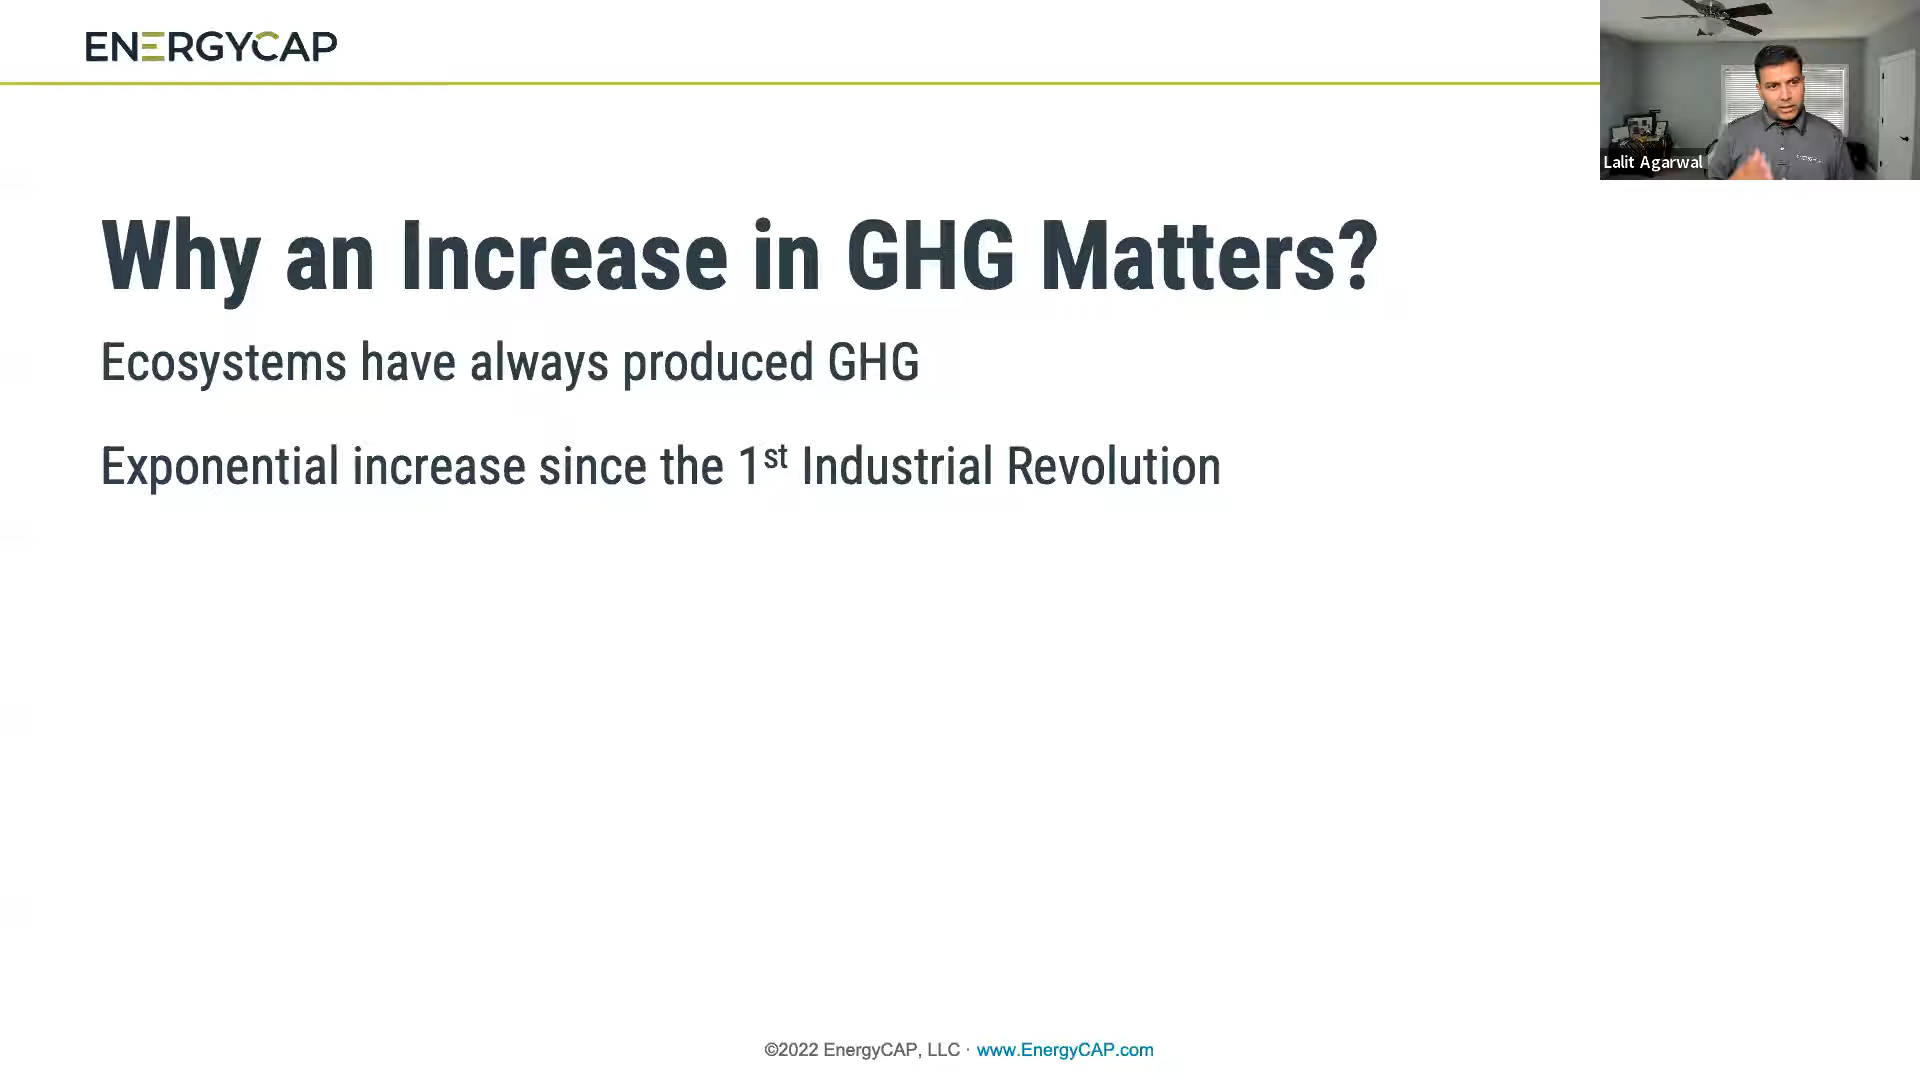 ENERGYCAP
Lalit Agarwal
Why an Increase in GHG Matters?
Ecosystems have always produced GHG
Exponential increase since the 1st Industrial Revolution
©2022 EnergyCAP, LLC · www.EnergyCAP.com